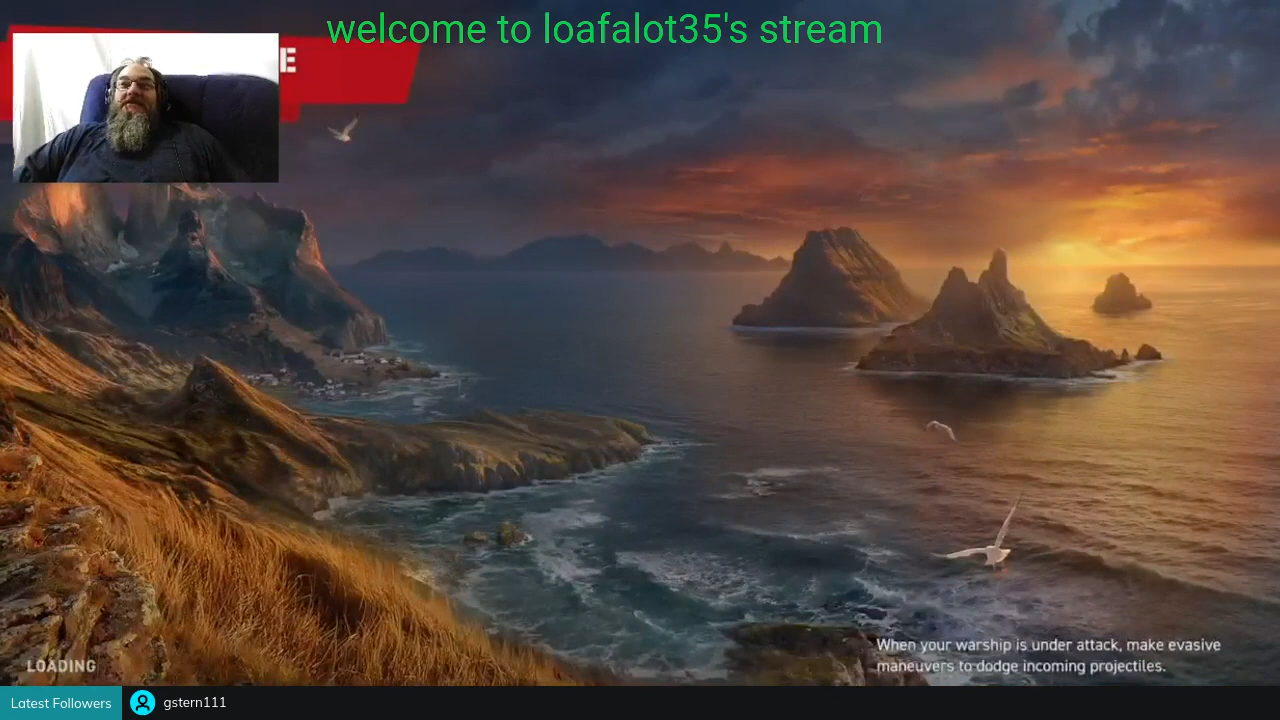 welcome to loafalot35's stream
E
When your warship is under attack, make evasive
maneuvers to dodge incoming projectiles.
LOADING
Latest Followers
gstern111